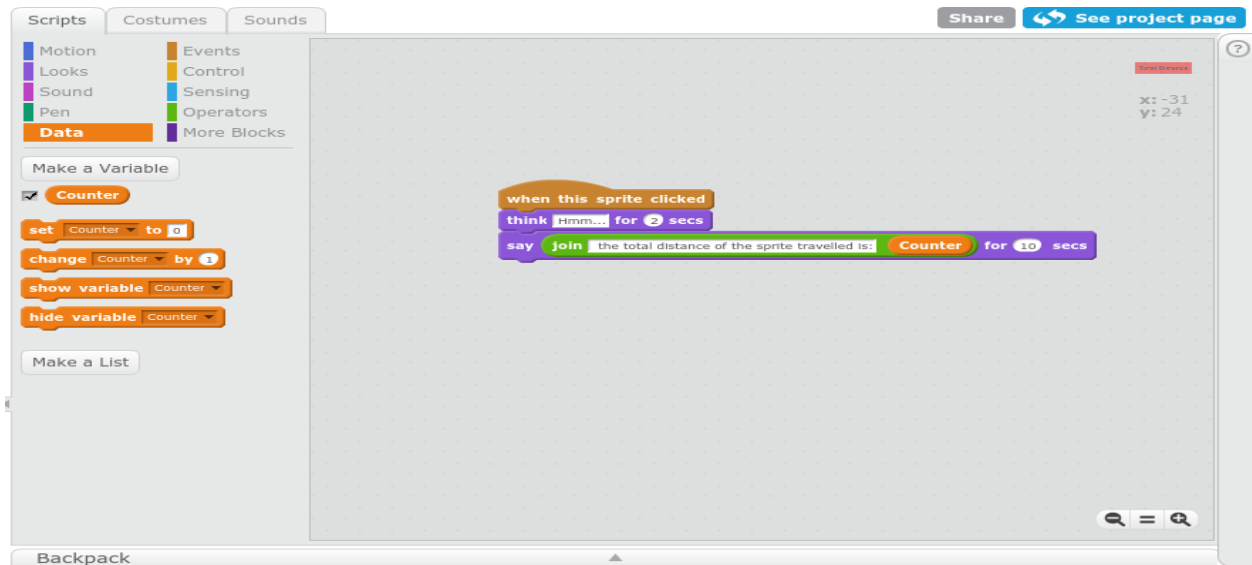 Scripts Costumes Sounds Share See project page
Motion Events
Looks Control
Sound Sensing
Pen Operators
Data More Blocks
Make a Variable
Counter
set Counter to 0
change Counter by 1
show variable Counter
hide variable Counter
Make a List
when this sprite clicked
think Hmm... for 2 secs
say join the total distance of the sprite travelled is: Counter for 10 secs
Total Distance
x: -31
y: 24
?
Backpack